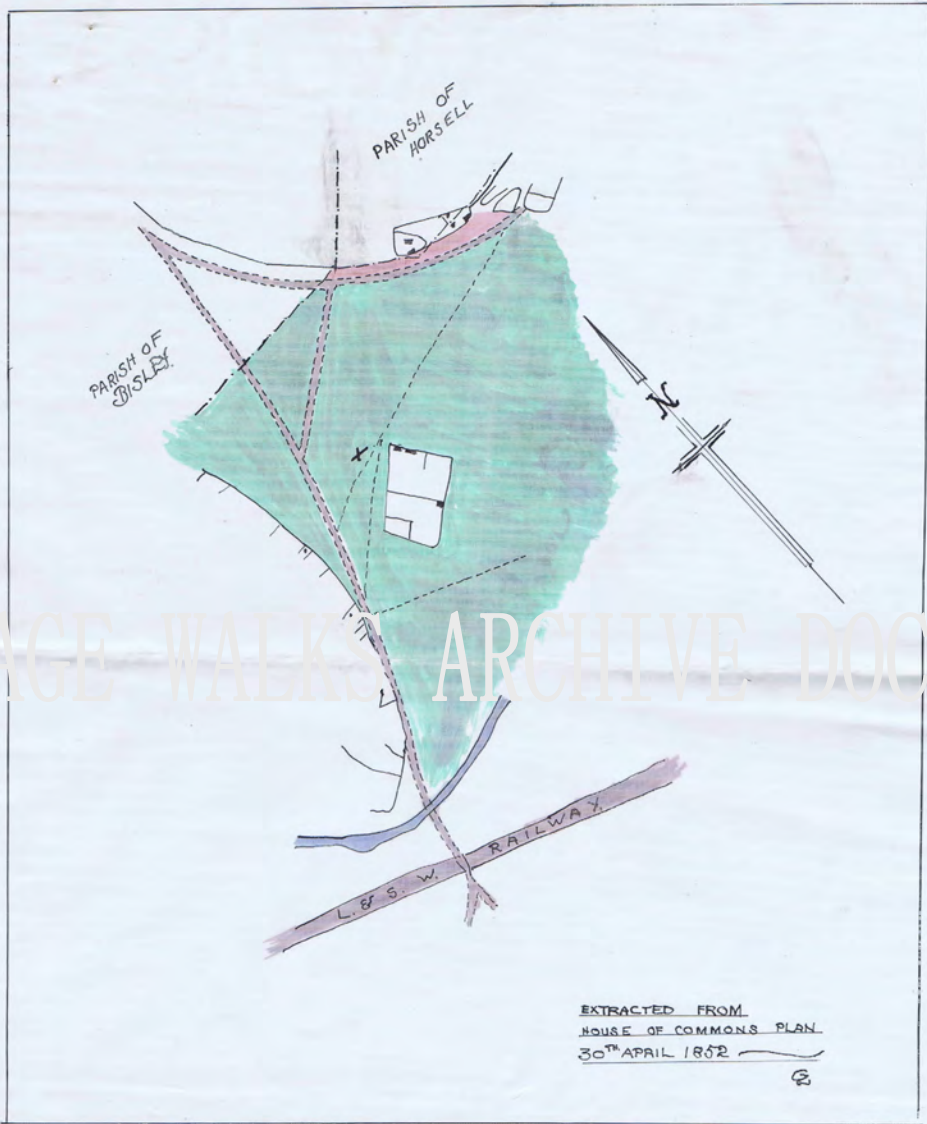 PARISH OF
HORSELL
PARISH OF
BISLEY.
N
X
AGE WALKS ARCHIVE DOC
L. & S. W. RAILWAY.
EXTRACTED FROM
HOUSE OF COMMONS PLAN
30TH APRIL 1852